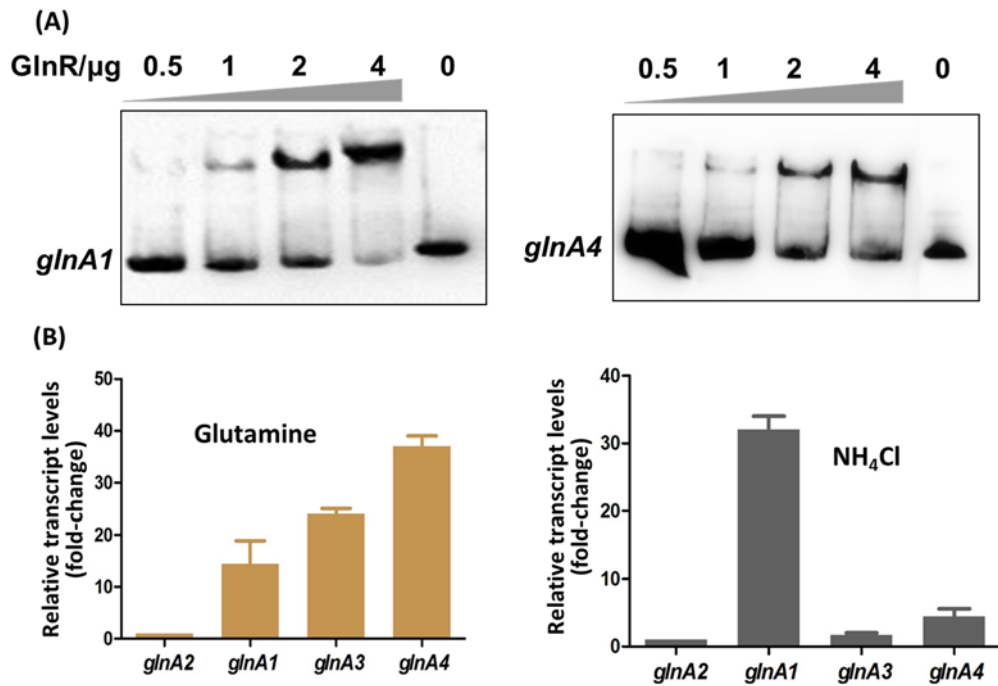 (A)
GlnR/μg 0.5 1 2 4 0
0.5 1 2 4 0
glnA1
glnA4
(B)
Relative transcript levels
(fold-change)
50
40
30
20
10
0
Glutamine
glnA2 glnA1 glnA3 glnA4
Relative transcript levels
(fold-change)
40
30
20
10
0
NH₄Cl
glnA2 glnA1 glnA3 glnA4